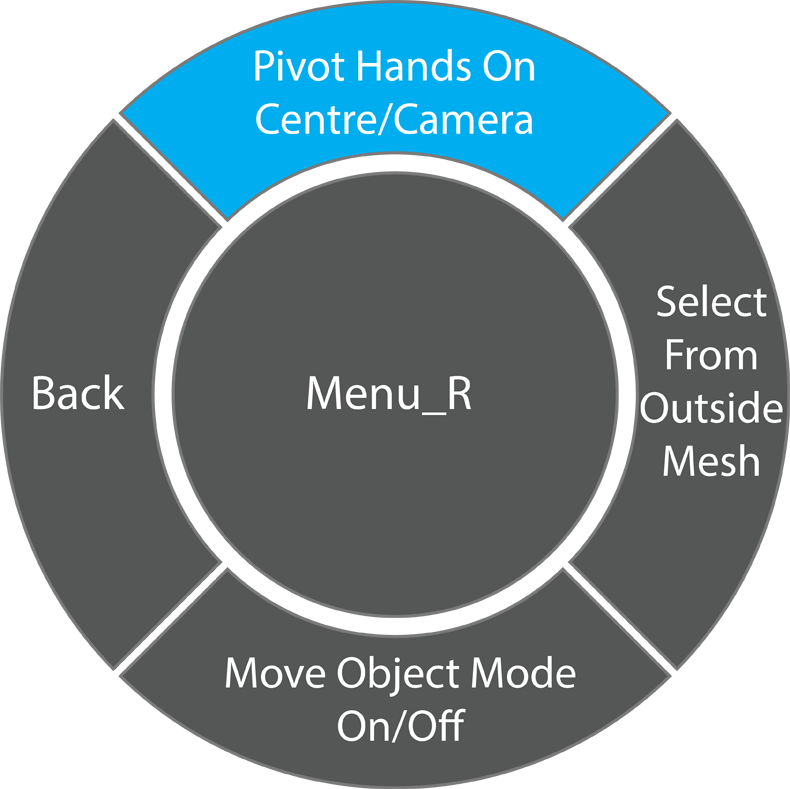 Pivot Hands On
Centre/Camera
Select
From
Outside
Mesh
Back
Menu_R
Move Object Mode
On/Off